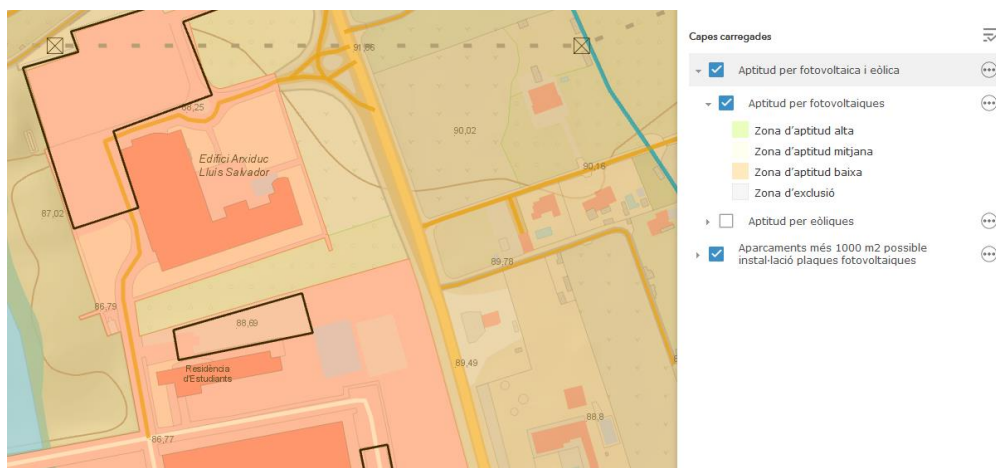 91,66
88,25
90,02
Edifici Arxiduc
Lluís Salvador
90,16
87,02
89,78
86,79
88,69
89,49
Residència
d'Estudiants
88,8
86,77
Capes carregades
Aptitud per fotovoltaica i eòlica
Aptitud per fotovoltaiques
Zona d'aptitud alta
Zona d'aptitud mitjana
Zona d'aptitud baixa
Zona d'exclusió
Aptitud per eòliques
Aparcaments més 1000 m2 possible
instal·lació plaques fotovoltaiques